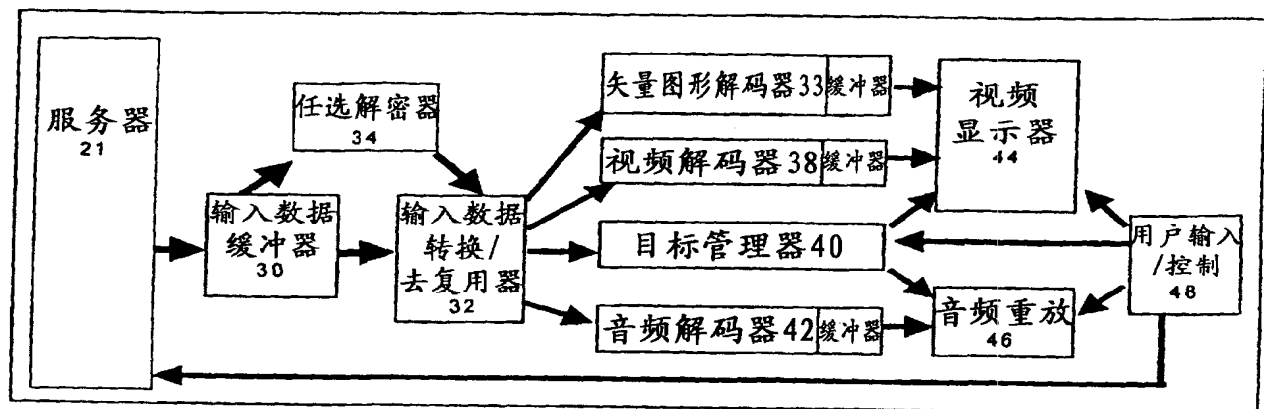 服务器
21
任选解密器
34
输入数据
缓冲器
30
输入数据
转换/
去复用器
32
矢量图形解码器33 缓冲器
视频解码器38 缓冲器
目标管理器40
音频解码器42 缓冲器
视频
显示器
44
音频重放
46
用户输入
/控制
48